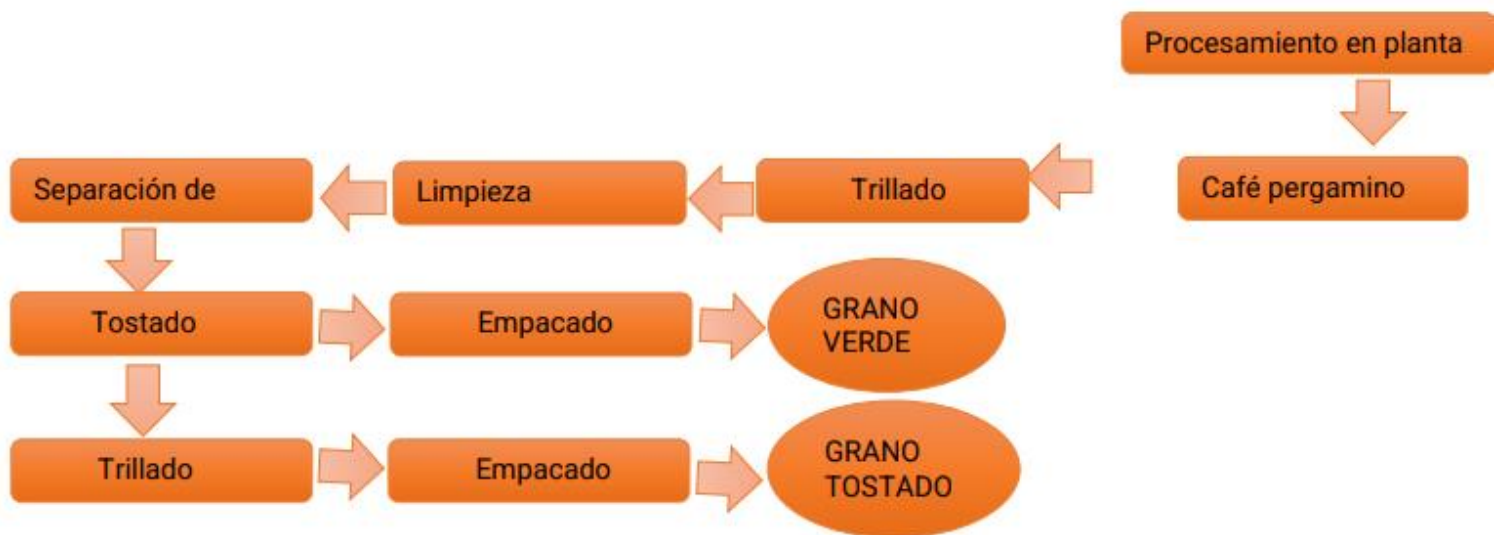 Procesamiento en planta
Café pergamino
Trillado
Limpieza
Separación de
Tostado
Empacado
GRANO
VERDE
Trillado
Empacado
GRANO
TOSTADO